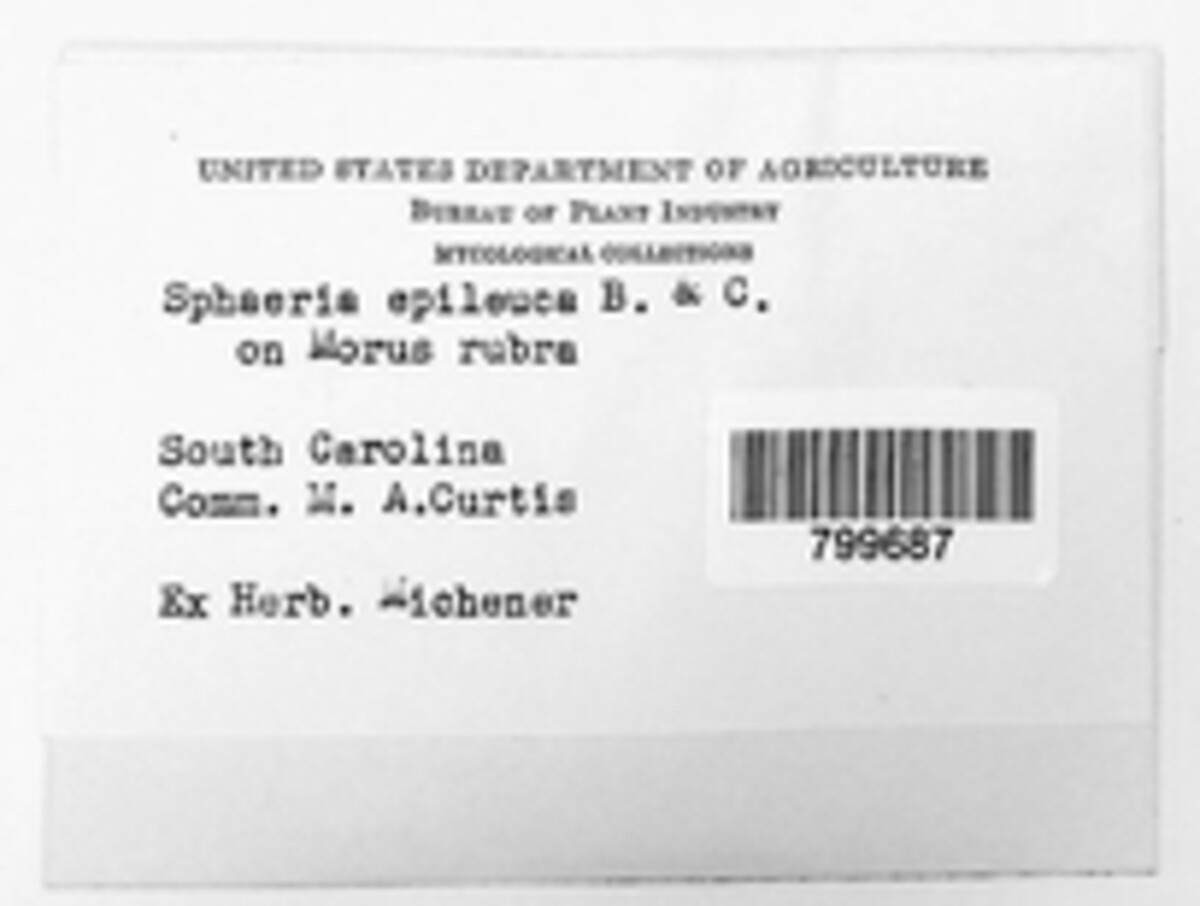 UNITED STATES DEPARTMENT OF AGRICULTURE
BUREAU OF PLANT INDUSTRY
MYCOLOGICAL COLLECTIONS
Sphaeria epileuca B. & C.
on Morus rubra
South Carolina
Comm. M. A.Curtis
799687
Ex Herb. Michener